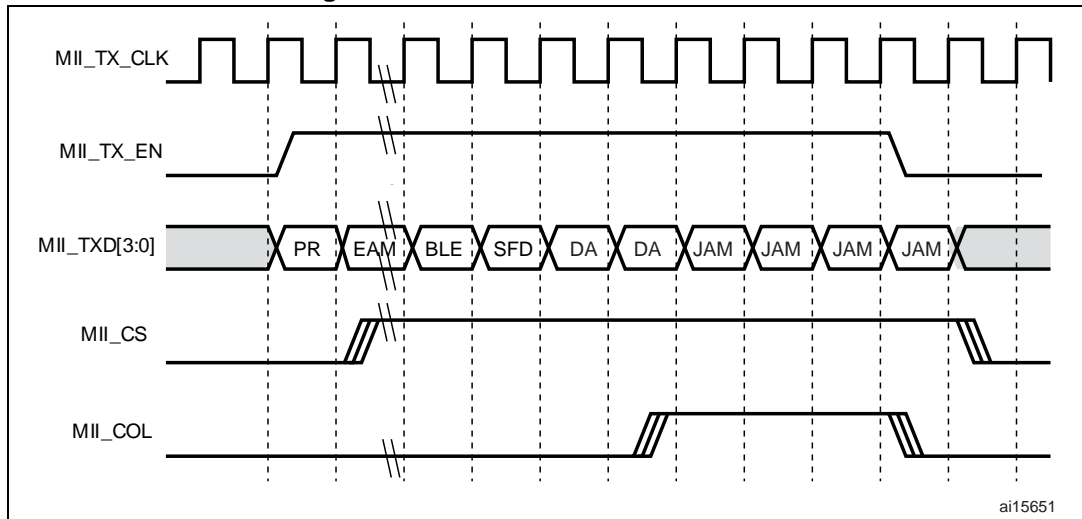 MII_TX_CLK
MII_TX_EN
MII_TXD[3:0] PR EAM BLE SFD DA DA JAM JAM JAM JAM
MII_CS
MII_COL
ai15651